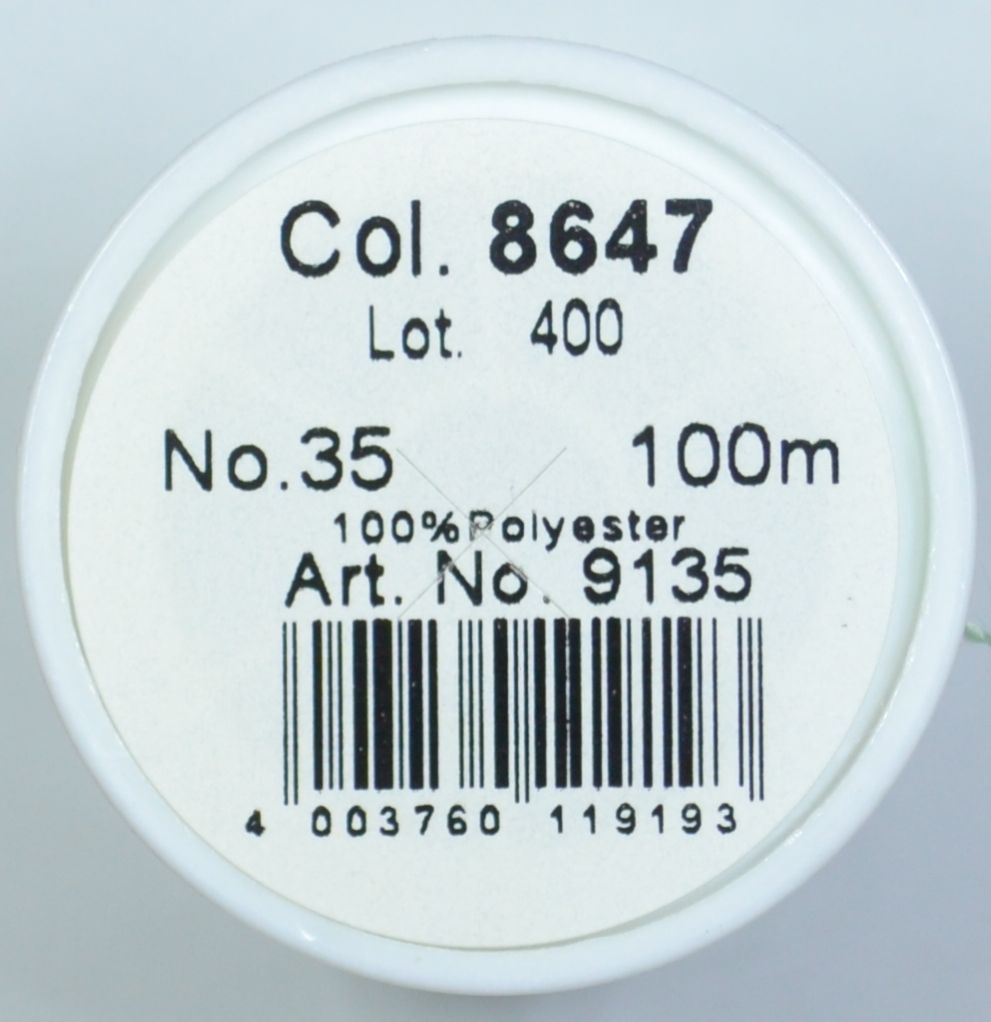 Col. 8647
Lot. 400
No.35 100m
100%Polyester
Art. No. 9135
4 003760 119193